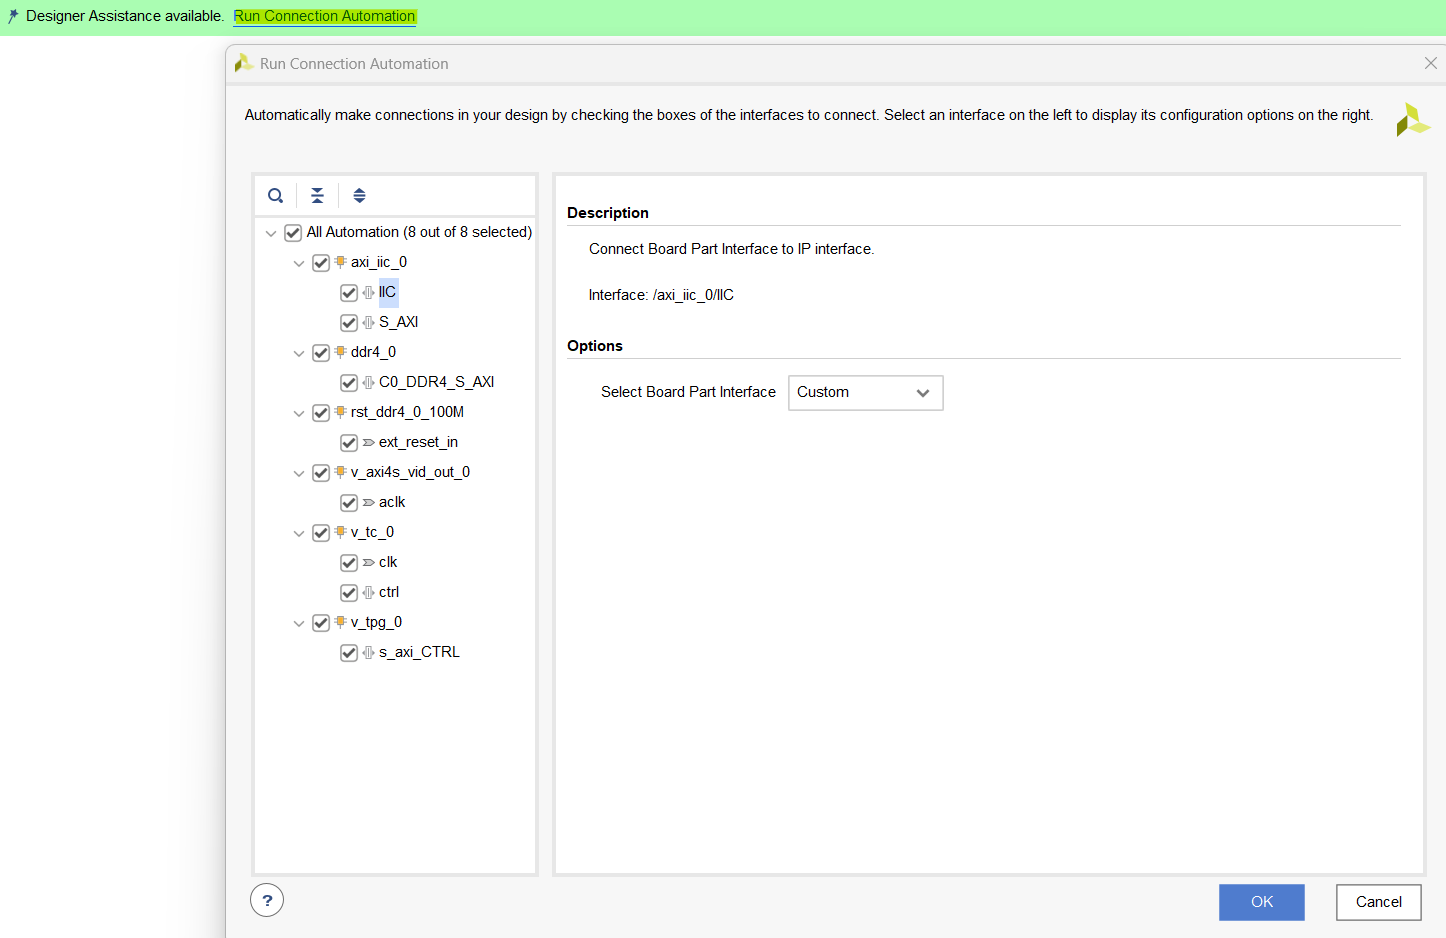 Designer Assistance available. Run Connection Automation
Run Connection Automation
Automatically make connections in your design by checking the boxes of the interfaces to connect. Select an interface on the left to display its configuration options on the right.
All Automation (8 out of 8 selected)
axi_iic_0
IIC
S_AXI
ddr4_0
C0_DDR4_S_AXI
rst_ddr4_0_100M
ext_reset_in
v_axi4s_vid_out_0
aclk
v_tc_0
clk
ctrl
v_tpg_0
s_axi_CTRL
Description
Connect Board Part Interface to IP interface.
Interface: /axi_iic_0/IIC
Options
Select Board Part Interface Custom
?
OK Cancel